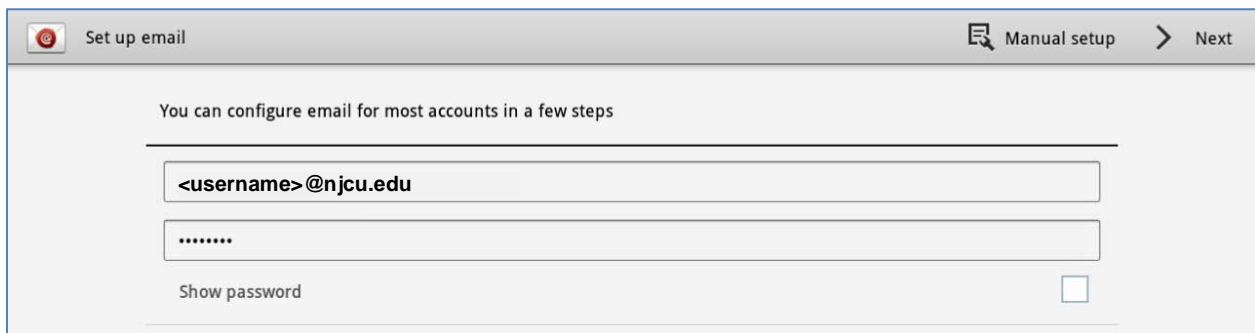 Set up email Manual setup Next
You can configure email for most accounts in a few steps
<username>@njcu.edu
••••••••
Show password